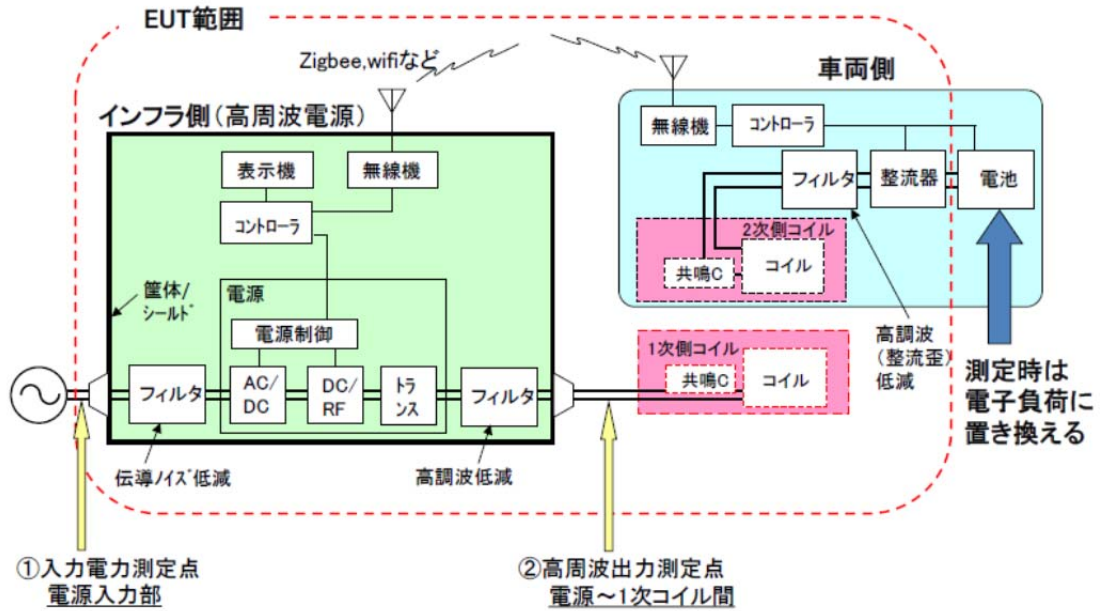 EUT範囲
Zigbee,wifiなど
車両側
インフラ側(高周波電源)
無線機
コントローラ
表示機
無線機
フィルタ
整流器
電池
コントローラ
2次側コイル
共鳴C
コイル
筐体/
シールド
電源
電源制御
高調波
(整流歪)
低減
1次側コイル
共鳴C
コイル
フィルタ
AC/
DC
DC/
RF
トラ
ンス
フィルタ
測定時は
電子負荷に
置き換える
伝導ノイズ低減
高調波低減
①入力電力測定点
電源入力部
②高周波出力測定点
電源～1次コイル間